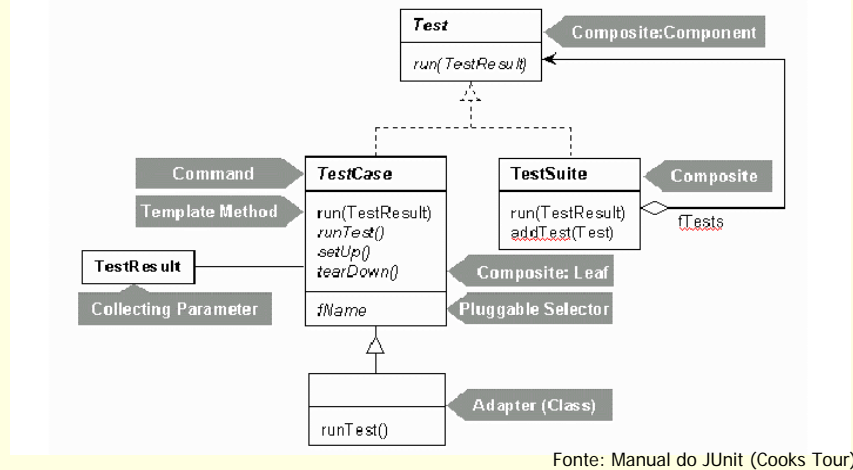 Test
Composite:Component
run(TestResult)
Command
TestCase
TestSuite
Composite
Template Method
run(TestResult)
runTest()
setUp()
tearDown()
run(TestResult)
addTest(Test)
fTests
TestResult
Composite: Leaf
Collecting Parameter
fName
Pluggable Selector
Adapter (Class)
runTest()
Fonte: Manual do JUnit (Cooks Tour)